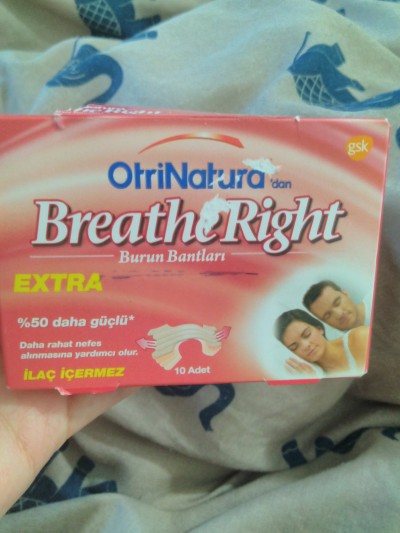 gsk
OtriNatura'dan
Breathe Right
Burun Bantları
EXTRA
%50 daha güçlü*
Daha rahat nefes
alınmasına yardımcı olur.
10 Adet
İLAÇ İÇERMEZ